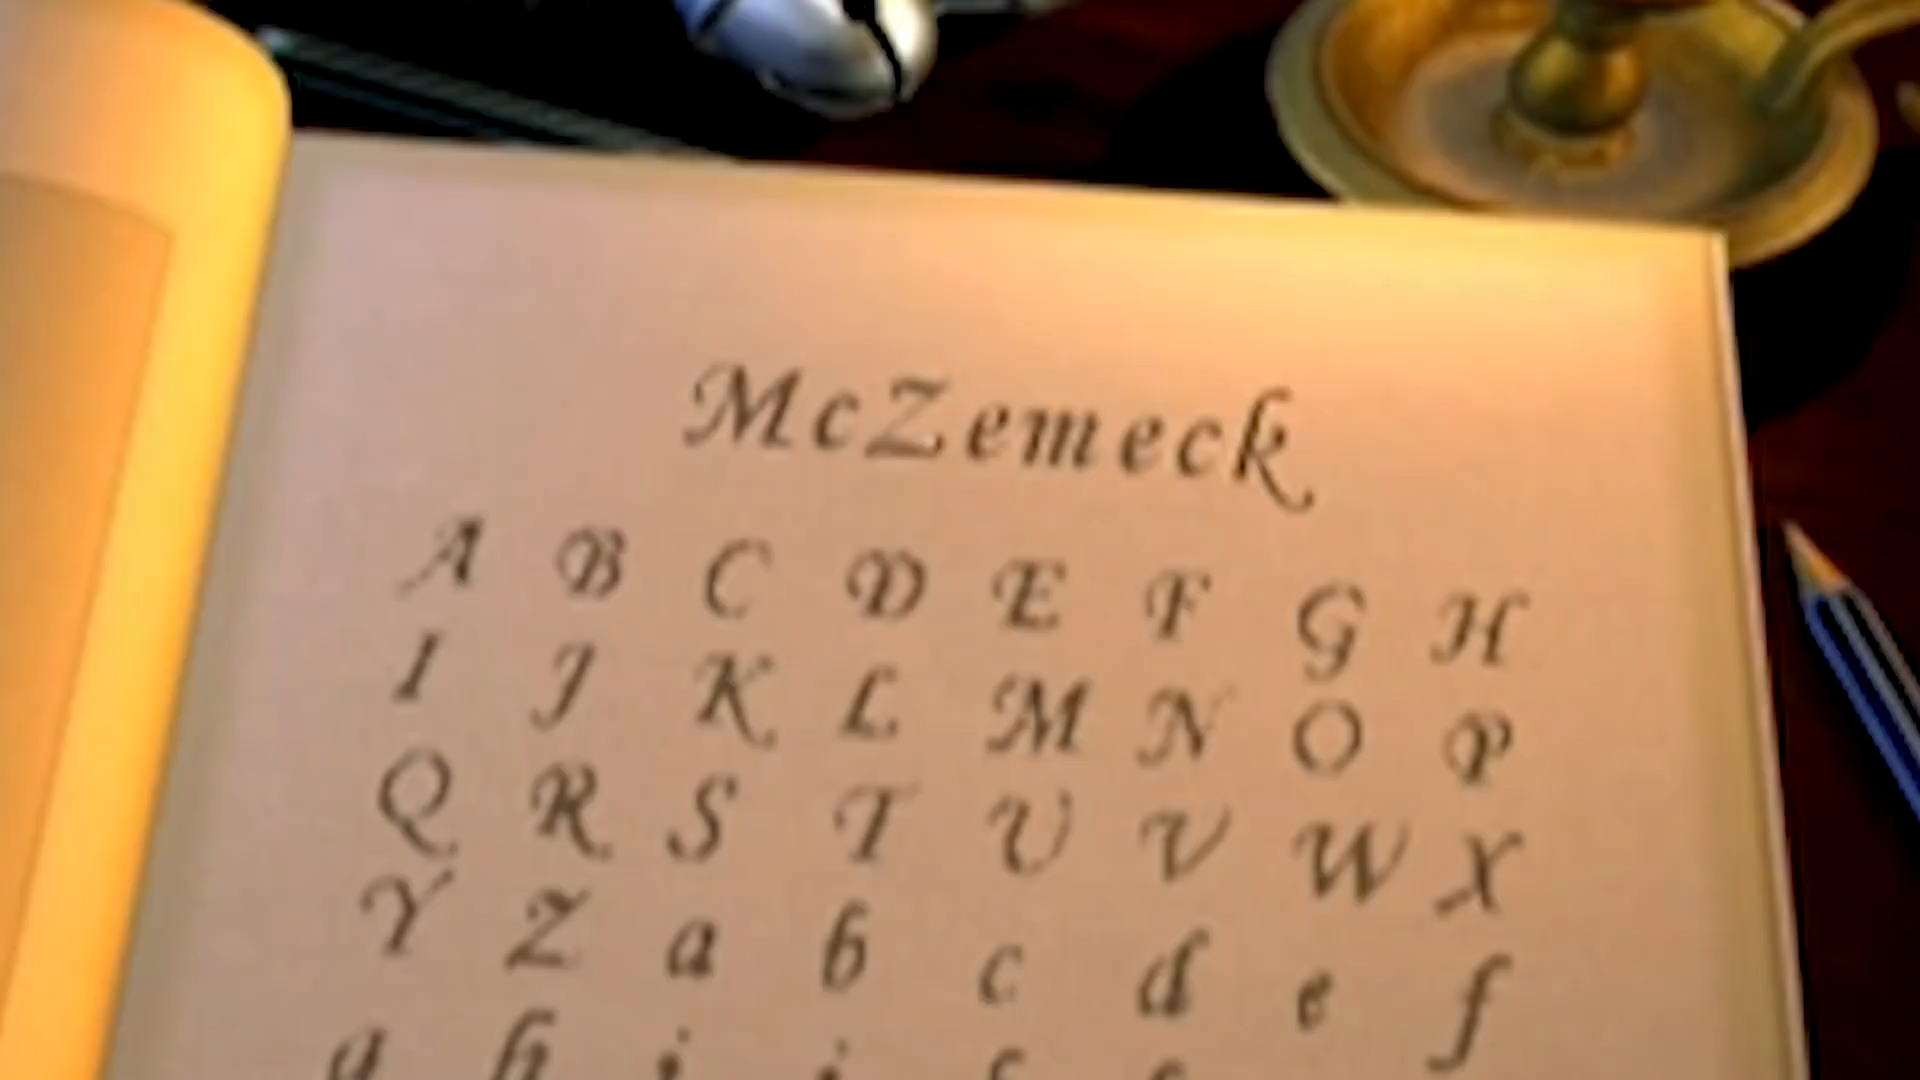 McZemeck
A B C D E F G H
I J K L M N O P
Q R S T U V W X
Y Z a b c d e f
g h i j